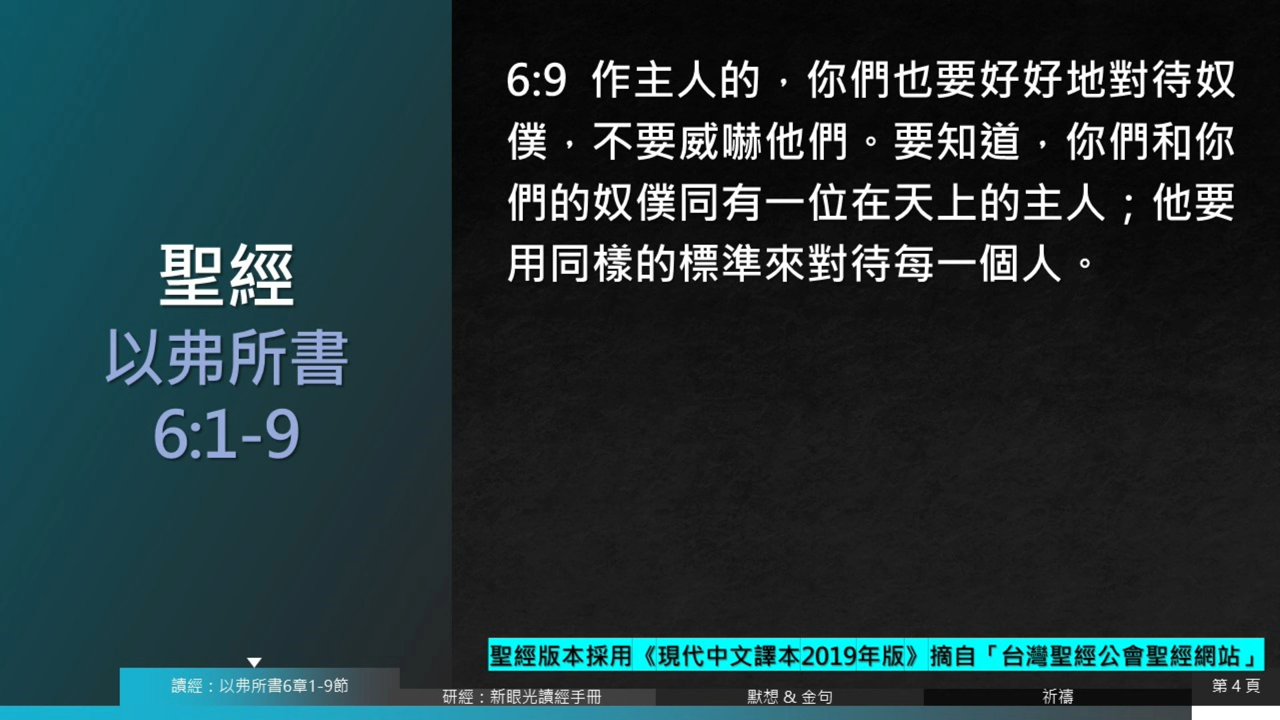 聖經
以弗所書
6:1-9
6:9 作主人的，你們也要好好地對待奴
僕，不要威嚇他們。要知道，你們和你
們的奴僕同有一位在天上的主人；他要
用同樣的標準來對待每一個人。
聖經版本採用《現代中文譯本2019年版》摘自「台灣聖經公會聖經網站」
讀經：以弗所書6章1-9節
研經：新眼光讀經手冊
默想 & 金句
祈禱
第 4 頁